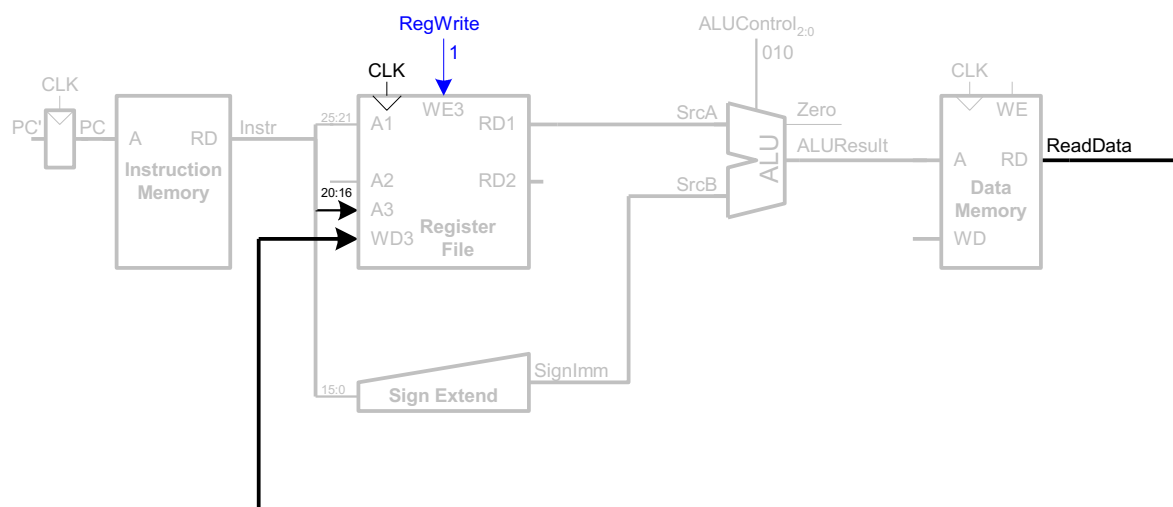 RegWrite
1
ALUControl2:0
010
CLK
PC'
PC
A
RD
Instruction
Memory
Instr
CLK
25:21
A1
WE3
RD1
A2
RD2
20:16
A3
WD3
Register
File
15:0
Sign Extend
SignImm
SrcA
SrcB
ALU
Zero
ALUResult
CLK
WE
A
RD
Data
Memory
WD
ReadData